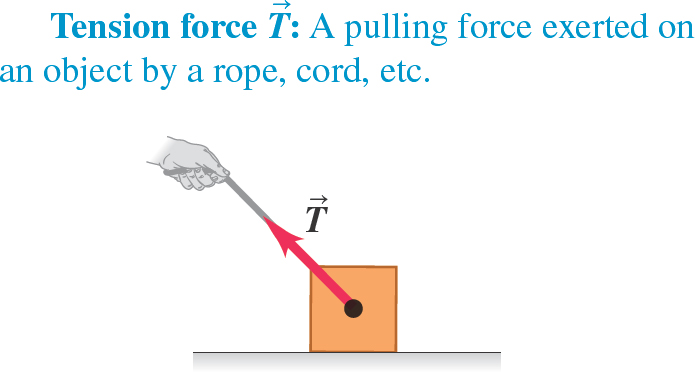 Tension force T⃗: A pulling force exerted on
an object by a rope, cord, etc.
T⃗